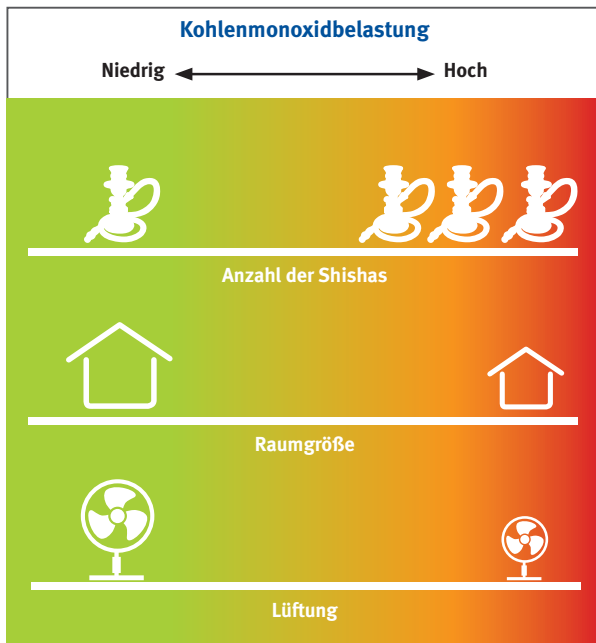 Kohlenmonoxidbelastung
Niedrig Hoch
Anzahl der Shishas
Raumgröße
Lüftung